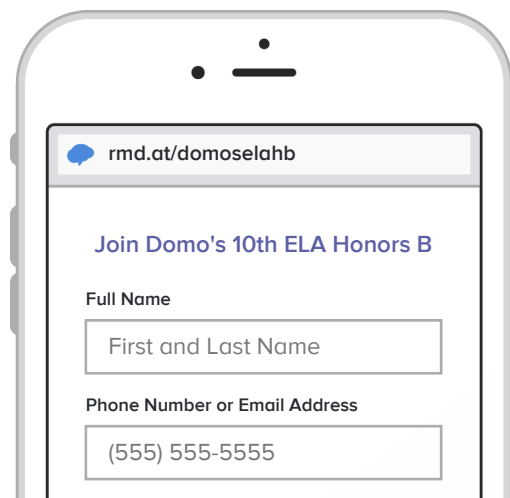 rmd.at/domoselahb
Join Domo's 10th ELA Honors B
Full Name
First and Last Name
Phone Number or Email Address
(555) 555-5555